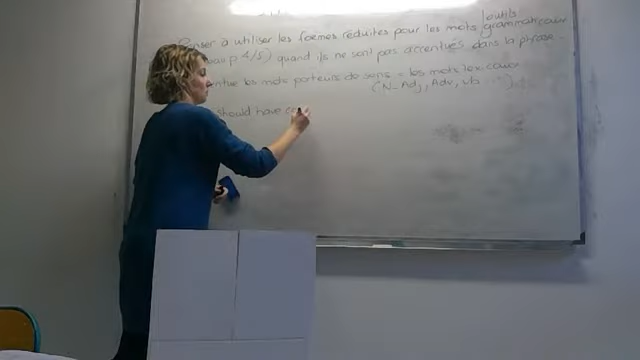 outils
Penser à utiliser les formes réduites pour les mots grammaticaux
p 4/5) quand ils ne sont pas accentués dans la phrase.
les mots porteurs de sens = les mots lexicaux
(N, Adj, Adv, vb ...)
should have co